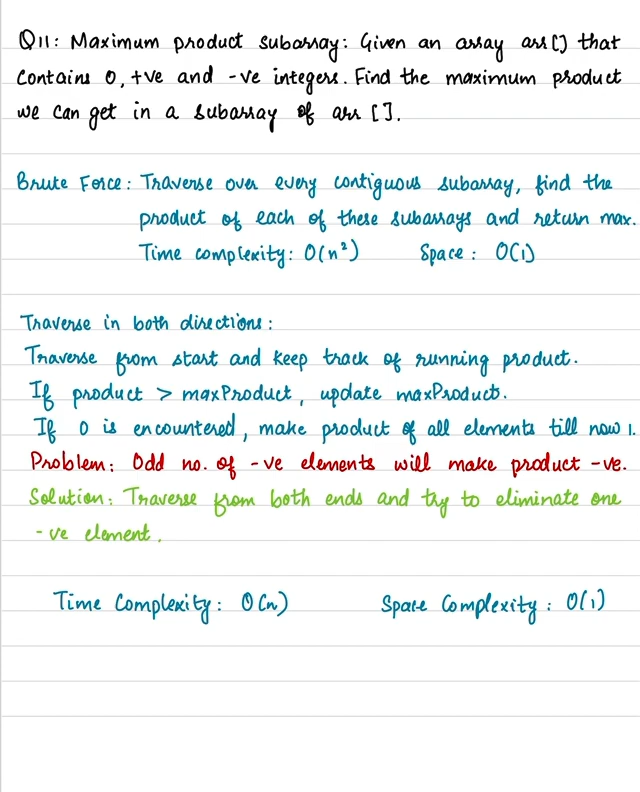 Q11: Maximum product subarray: Given an array arr[] that
contains 0, +ve and -ve integers. Find the maximum product
we can get in a subarray of arr [].
Brute Force: Traverse over every contiguous subarray, find the
product of each of these subarrays and return max.
Time complexity: O(n²) Space: O(1)
Traverse in both directions:
Traverse from start and keep track of running product.
If product > maxProduct, update maxProduct.
If 0 is encountered, make product of all elements till now 1.
Problem: Odd no. of -ve elements will make product -ve.
Solution: Traverse from both ends and try to eliminate one
-ve element.
Time Complexity: O(n) Space Complexity: O(1)